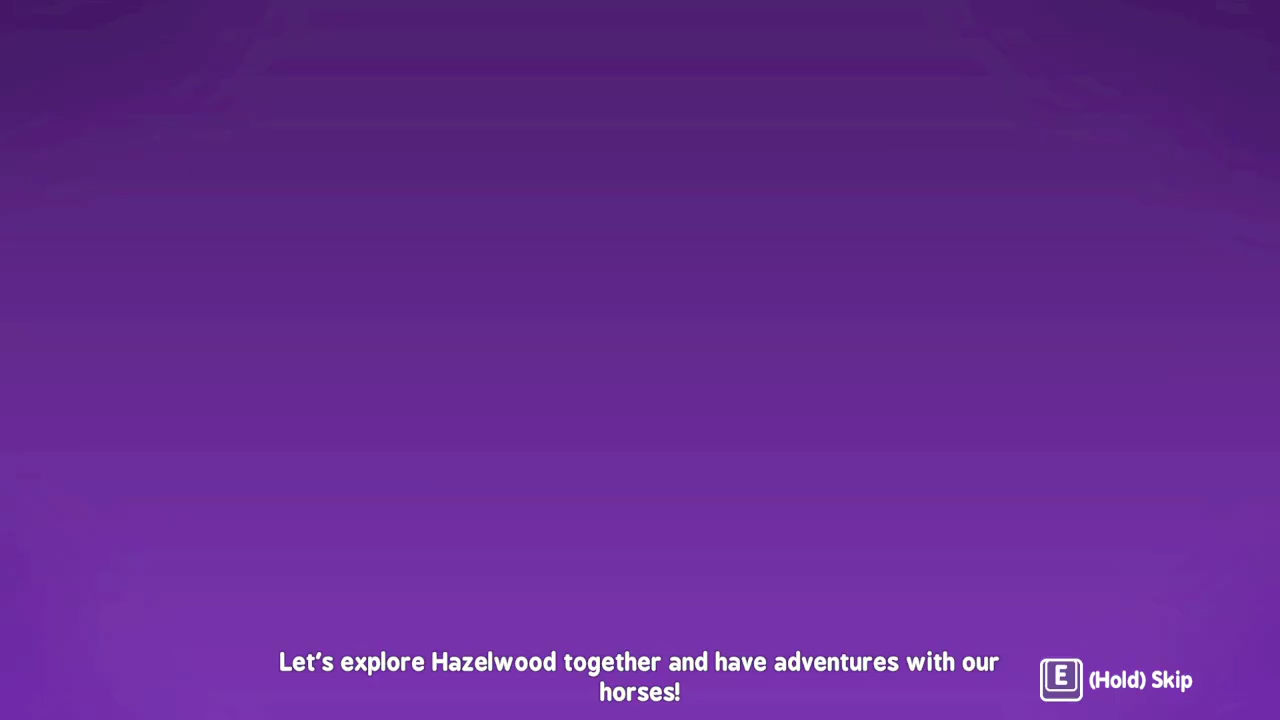 Let's explore Hazelwood together and have adventures with our
horses!
E (Hold) Skip